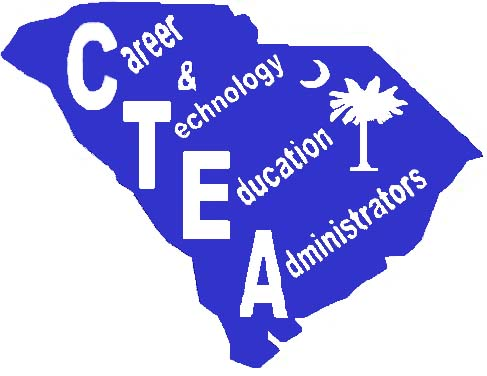 Career
&
Technology
Education
Administrators